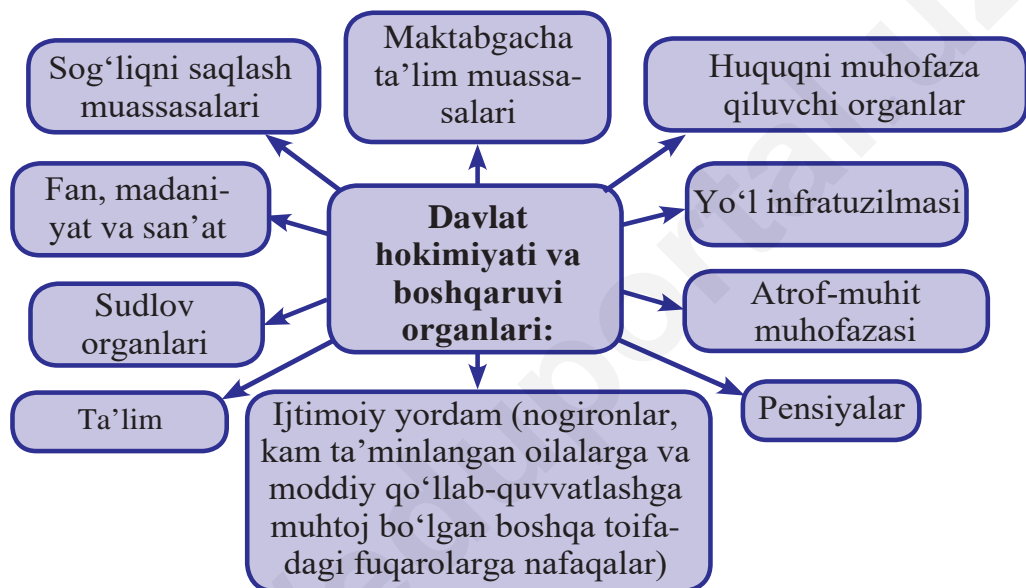 Sog‘liqni saqlash
muassasalari
Maktabgacha
ta’lim muassa-
salari
Huquqni muhofaza
qiluvchi organlar
Fan, madani-
yat va san’at
Davlat
hokimiyati va
boshqaruvi
organlari:
Yo‘l infratuzilmasi
Sudlov
organlari
Atrof-muhit
muhofazasi
Ta’lim
Ijtimoiy yordam (nogironlar,
kam ta’minlangan oilalarga va
moddiy qo‘llab-quvvatlashga
muhtoj bo‘lgan boshqa toifa-
dagi fuqarolarga nafaqalar)
Pensiyalar
eduportal.uz